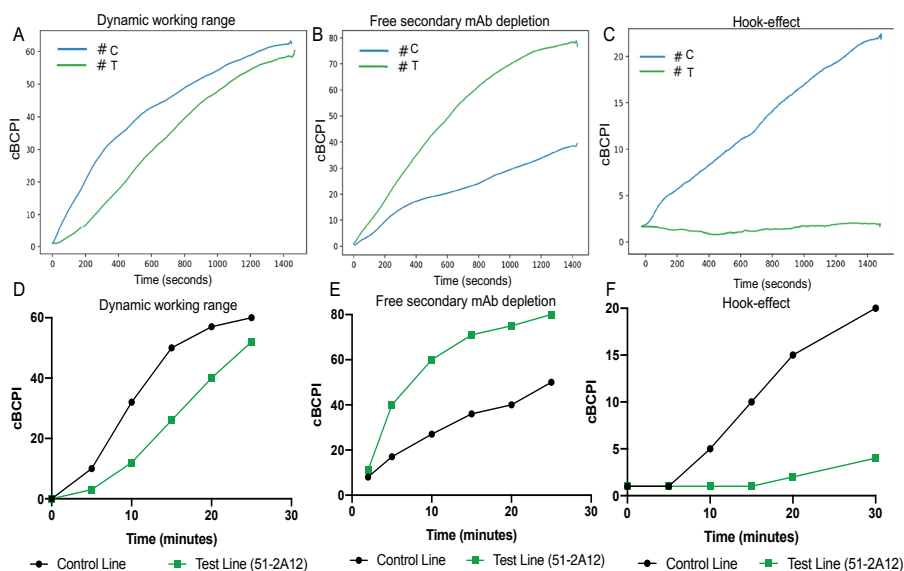 A
Dynamic working range
# C
# T
cBCPI
60
50
40
30
20
10
0
0 200 400 600 800 1000 1200 1400
Time (seconds)
B
Free secondary mAb depletion
# C
# T
cBCPI
80
70
60
50
40
30
20
10
0
0 200 400 600 800 1000 1200 1400
Time (seconds)
C
Hook-effect
# C
# T
cBCPI
20
15
10
5
0
0 200 400 600 800 1000 1200 1400
Time (seconds)
D
Dynamic working range
cBCPI
60
40
20
0
0 10 20 30
Time (minutes)
Control Line Test Line (51-2A12)
E
Free secondary mAb depletion
cBCPI
80
60
40
20
0
0 10 20 30
Time (minutes)
Control Line Test Line (51-2A12)
F
Hook-effect
cBCPI
20
15
10
5
0
0 10 20 30
Time (minutes)
Control Line Test Line (51-2A12)